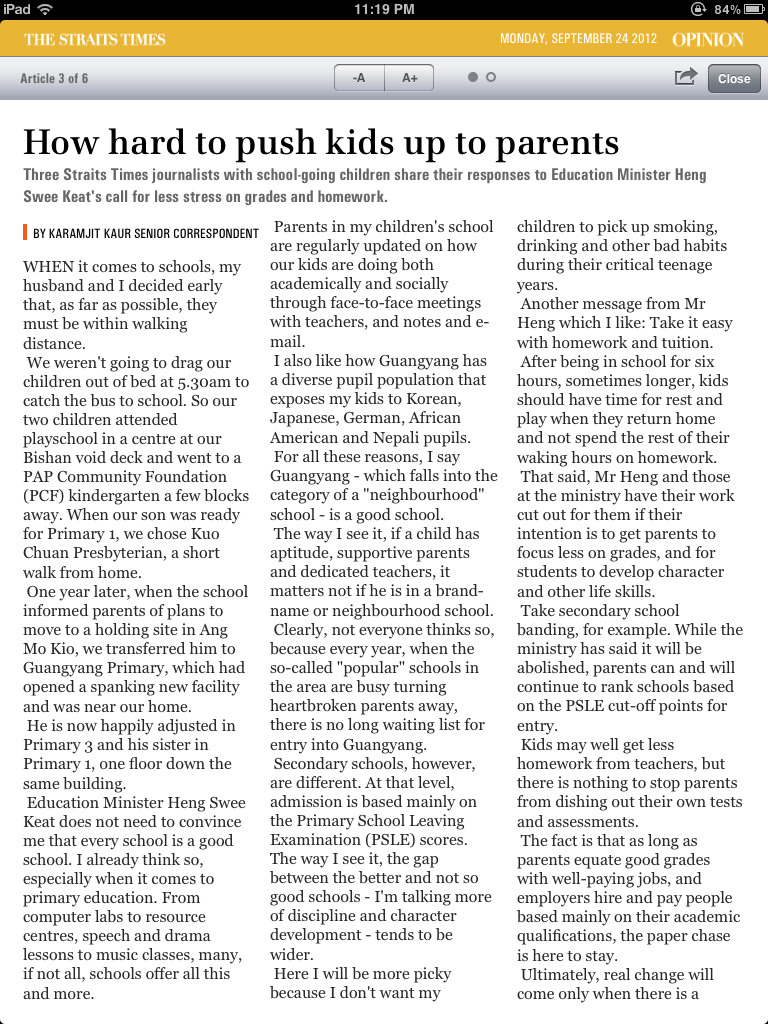 iPad 11:19 PM 84%
THE STRAITS TIMES MONDAY, SEPTEMBER 24 2012 OPINION
Article 3 of 6 -A A+ Close
How hard to push kids up to parents
Three Straits Times journalists with school-going children share their responses to Education Minister Heng
Swee Keat's call for less stress on grades and homework.
BY KARAMJIT KAUR SENIOR CORRESPONDENT
WHEN it comes to schools, my
husband and I decided early
that, as far as possible, they
must be within walking
distance.
We weren't going to drag our
children out of bed at 5.30am to
catch the bus to school. So our
two children attended
playschool in a centre at our
Bishan void deck and went to a
PAP Community Foundation
(PCF) kindergarten a few blocks
away. When our son was ready
for Primary 1, we chose Kuo
Chuan Presbyterian, a short
walk from home.
One year later, when the school
informed parents of plans to
move to a holding site in Ang
Mo Kio, we transferred him to
Guangyang Primary, which had
opened a spanking new facility
and was near our home.
He is now happily adjusted in
Primary 3 and his sister in
Primary 1, one floor down the
same building.
Education Minister Heng Swee
Keat does not need to convince
me that every school is a good
school. I already think so,
especially when it comes to
primary education. From
computer labs to resource
centres, speech and drama
lessons to music classes, many,
if not all, schools offer all this
and more.
Parents in my children's school
are regularly updated on how
our kids are doing both
academically and socially
through face-to-face meetings
with teachers, and notes and e-
mail.
I also like how Guangyang has
a diverse pupil population that
exposes my kids to Korean,
Japanese, German, African
American and Nepali pupils.
For all these reasons, I say
Guangyang - which falls into the
category of a "neighbourhood"
school - is a good school.
The way I see it, if a child has
aptitude, supportive parents
and dedicated teachers, it
matters not if he is in a brand-
name or neighbourhood school.
Clearly, not everyone thinks so,
because every year, when the
so-called "popular" schools in
the area are busy turning
heartbroken parents away,
there is no long waiting list for
entry into Guangyang.
Secondary schools, however,
are different. At that level,
admission is based mainly on
the Primary School Leaving
Examination (PSLE) scores.
The way I see it, the gap
between the better and not so
good schools - I'm talking more
of discipline and character
development - tends to be
wider.
Here I will be more picky
because I don't want my
children to pick up smoking,
drinking and other bad habits
during their critical teenage
years.
Another message from Mr
Heng which I like: Take it easy
with homework and tuition.
After being in school for six
hours, sometimes longer, kids
should have time for rest and
play when they return home
and not spend the rest of their
waking hours on homework.
That said, Mr Heng and those
at the ministry have their work
cut out for them if their
intention is to get parents to
focus less on grades, and for
students to develop character
and other life skills.
Take secondary school
banding, for example. While the
ministry has said it will be
abolished, parents can and will
continue to rank schools based
on the PSLE cut-off points for
entry.
Kids may well get less
homework from teachers, but
there is nothing to stop parents
from dishing out their own tests
and assessments.
The fact is that as long as
parents equate good grades
with well-paying jobs, and
employers hire and pay people
based mainly on their academic
qualifications, the paper chase
is here to stay.
Ultimately, real change will
come only when there is a